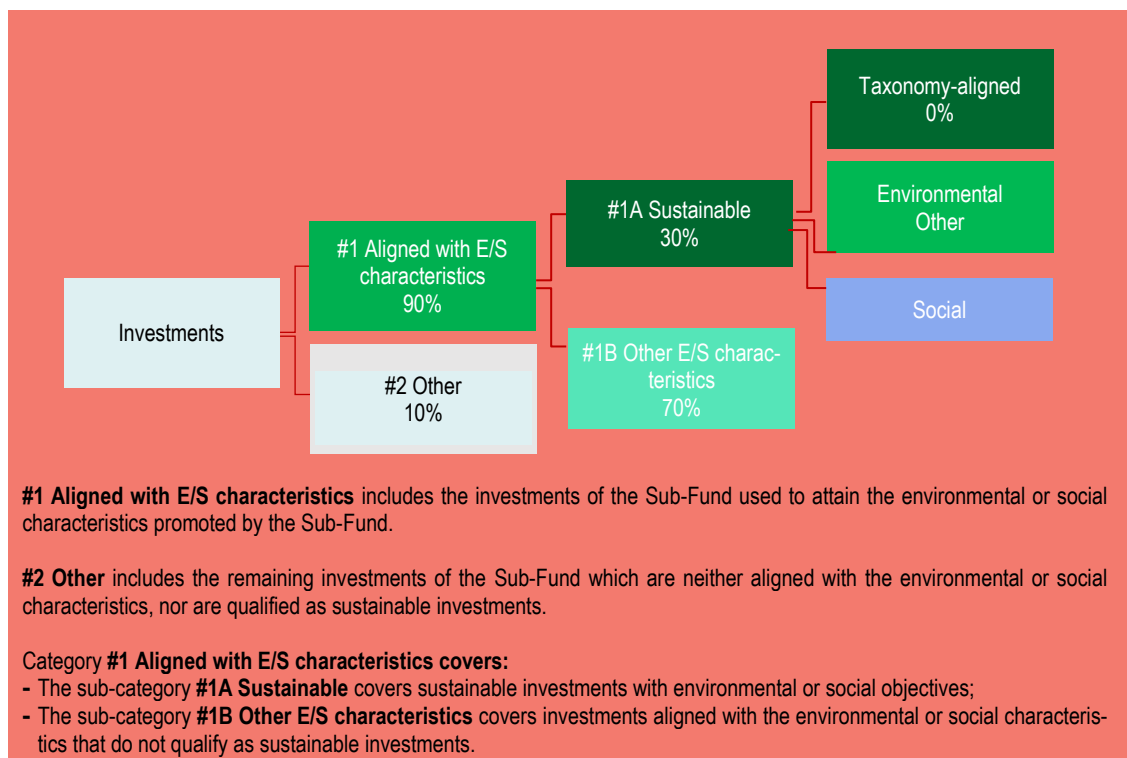 Investments
#1 Aligned with E/S
characteristics
90%
#2 Other
10%
#1A Sustainable
30%
#1B Other E/S charac-
teristics
70%
Taxonomy-aligned
0%
Environmental
Other
Social
#1 Aligned with E/S characteristics includes the investments of the Sub-Fund used to attain the environmental or social
characteristics promoted by the Sub-Fund.
#2 Other includes the remaining investments of the Sub-Fund which are neither aligned with the environmental or social
characteristics, nor are qualified as sustainable investments.
Category #1 Aligned with E/S characteristics covers:
- The sub-category #1A Sustainable covers sustainable investments with environmental or social objectives;
- The sub-category #1B Other E/S characteristics covers investments aligned with the environmental or social characteris-
tics that do not qualify as sustainable investments.